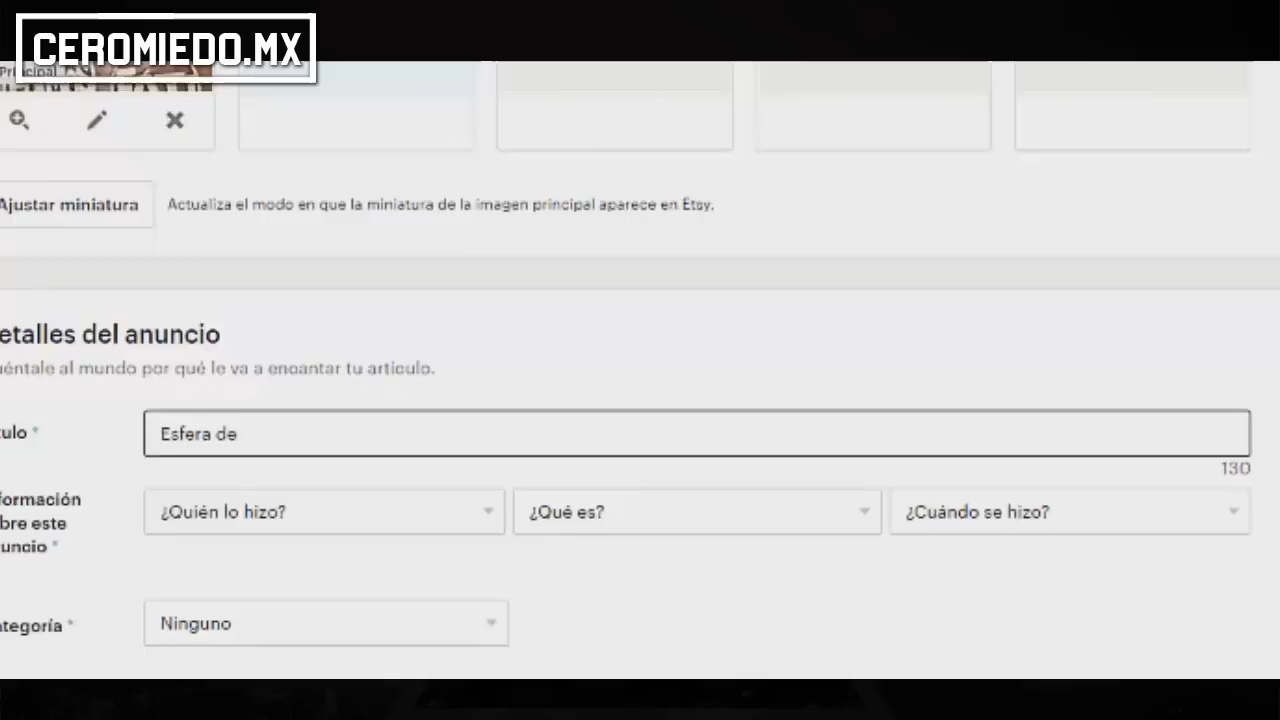 CEROMIEDO.MX
Principal
Ajustar miniatura
Actualiza el modo en que la miniatura de la imagen principal aparece en Etsy.
etalles del anuncio
uéntale al mundo por qué le va a encantar tu artículo.
tulo *
Esfera de
130
formación
bre este
uncio *
¿Quién lo hizo?
¿Qué es?
¿Cuándo se hizo?
ategoría *
Ninguno